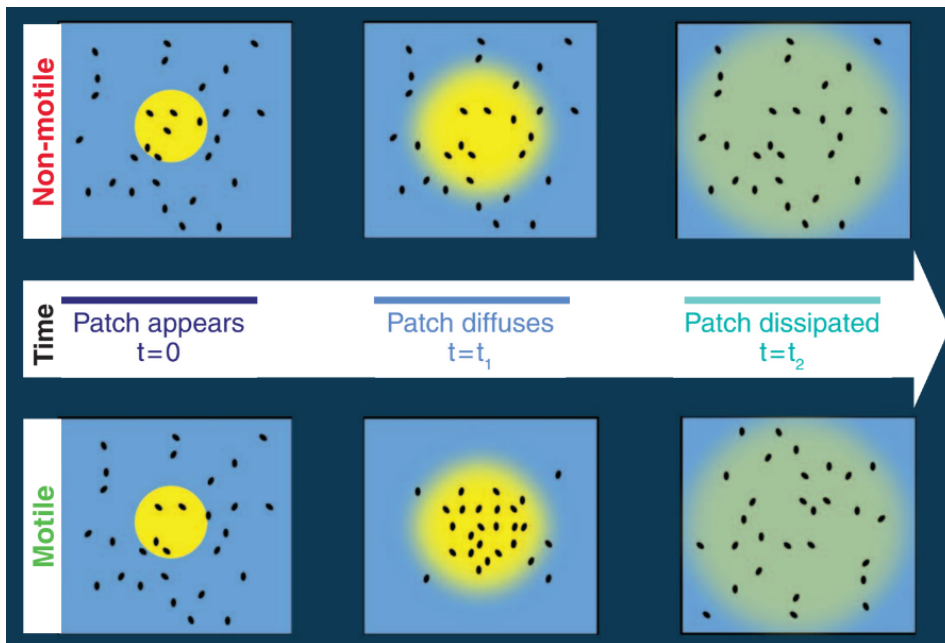 Non-motile
Time
Patch appears
t=0
Patch diffuses
t=t₁
Patch dissipated
t=t₂
Motile